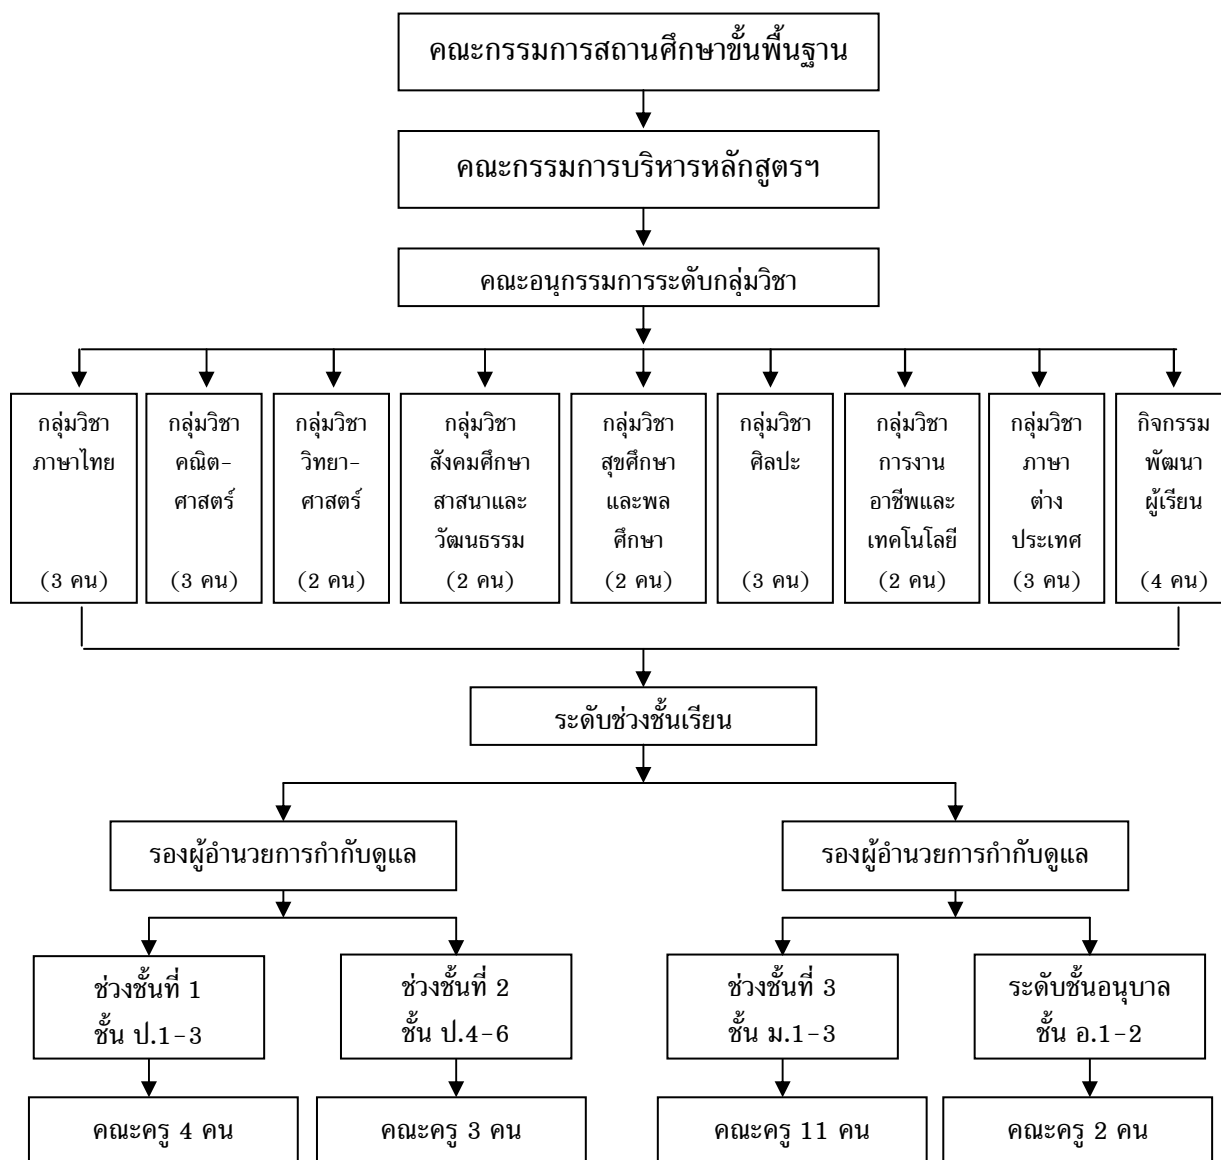 คณะกรรมการสถานศึกษาขั้นพื้นฐาน
คณะกรรมการบริหารหลักสูตรฯ
คณะอนุกรรมการระดับกลุ่มวิชา
กลุ่มวิชา
ภาษาไทย
(3 คน)
กลุ่มวิชา
คณิต-
ศาสตร์
(3 คน)
กลุ่มวิชา
วิทยา-
ศาสตร์
(2 คน)
กลุ่มวิชา
สังคมศึกษา
สาสนาและ
วัฒนธรรม
(2 คน)
กลุ่มวิชา
สุขศึกษา
และพล
ศึกษา
(2 คน)
กลุ่มวิชา
ศิลปะ
(3 คน)
กลุ่มวิชา
การงาน
อาชีพและ
เทคโนโลยี
(2 คน)
กลุ่มวิชา
ภาษา
ต่าง
ประเทศ
(3 คน)
กิจกรรม
พัฒนา
ผู้เรียน
(4 คน)
ระดับช่วงชั้นเรียน
รองผู้อำนวยการกำกับดูแล
รองผู้อำนวยการกำกับดูแล
ช่วงชั้นที่ 1
ชั้น ป.1-3
ช่วงชั้นที่ 2
ชั้น ป.4-6
ช่วงชั้นที่ 3
ชั้น ม.1-3
ระดับชั้นอนุบาล
ชั้น อ.1-2
คณะครู 4 คน
คณะครู 3 คน
คณะครู 11 คน
คณะครู 2 คน